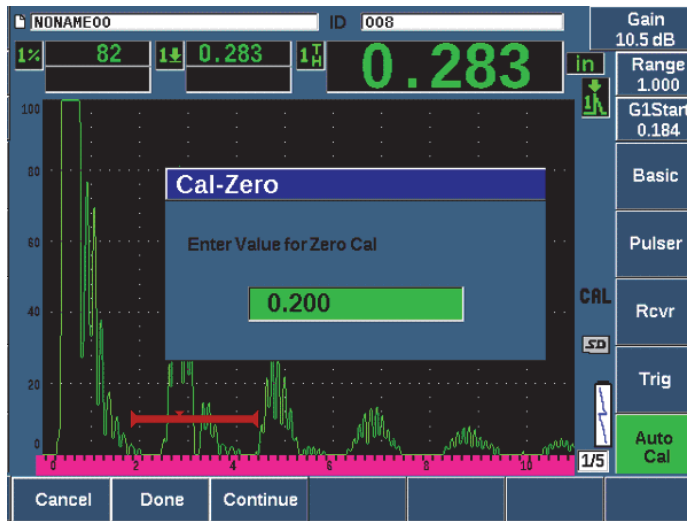 NONAME00 ID 008
Gain
10.5 dB
1% 82 1 0.283 1 T H 0.283 in
Range
1.000
G1Start
0.184
Basic
Pulser
Rcvr
Trig
Auto
Cal
Cal-Zero
Enter Value for Zero Cal
0.200
CAL
SD
1/5
100
80
60
40
20
0
0 2 4 8 10
Cancel Done Continue